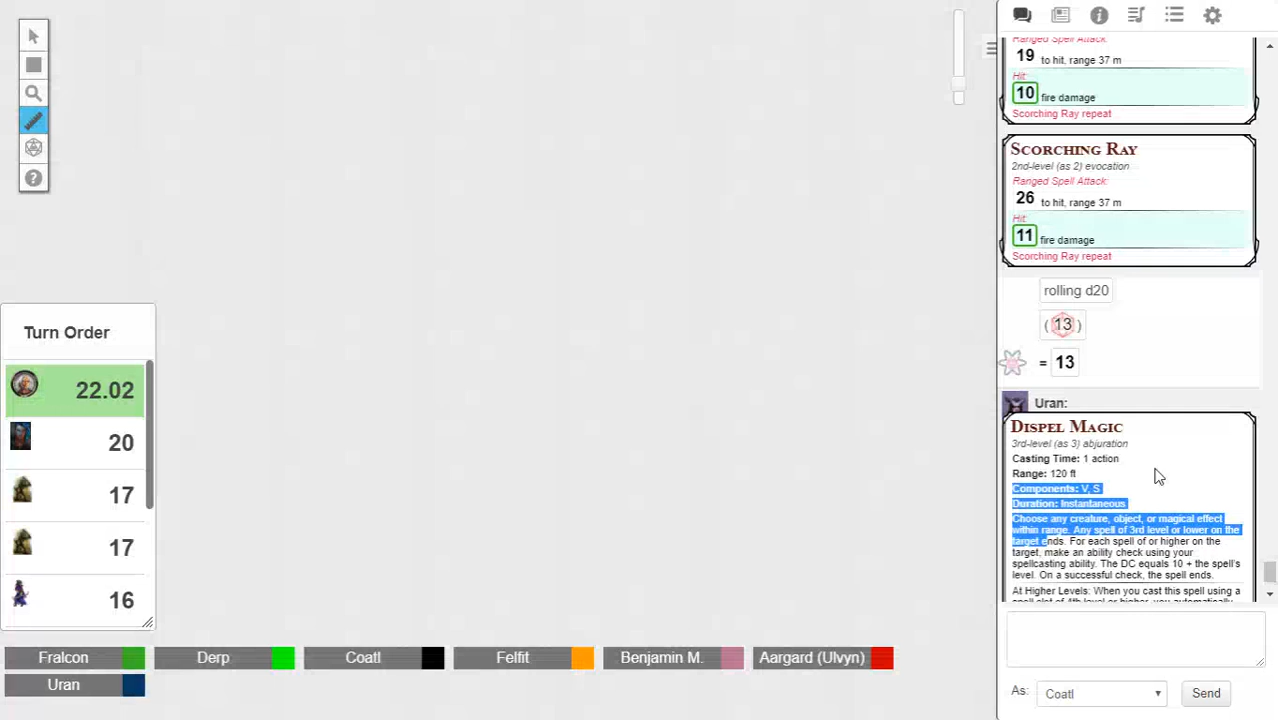 Ranged Spell Attack:
19 to hit, range 37 m
Hit:
10 fire damage
Scorching Ray repeat
SCORCHING RAY
2nd-level (as 2) evocation
Ranged Spell Attack:
26 to hit, range 37 m
Hit:
11 fire damage
Scorching Ray repeat
rolling d20
(13)
= 13
Uran:
DISPEL MAGIC
3rd-level (as 3) abjuration
Casting Time: 1 action
Range: 120 ft
Components: V, S
Duration: Instantaneous
Choose any creature, object, or magical effect
within range. Any spell of 3rd level or lower on the
target ends. For each spell of or higher on the
target, make an ability check using your
spellcasting ability. The DC equals 10 + the spell's
level. On a successful check, the spell ends.
At Higher Levels: When you cast this spell using a
spell slot of 4th level or higher, you automatically
As: Coatl
Send
Turn Order
22.02
20
17
17
16
Fralcon
Derp
Coatl
Felfit
Benjamin M.
Aargard (Ulvyn)
Uran